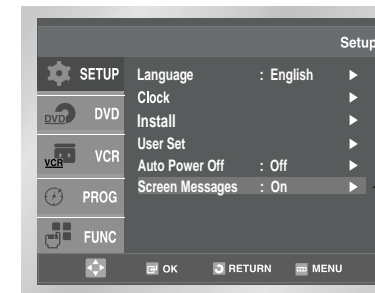 Setup
SETUP
DVD DVD
VCR VCR
PROG
FUNC
Language : English
Clock
Install
User Set
Auto Power Off : Off
Screen Messages : On
OK RETURN MENU